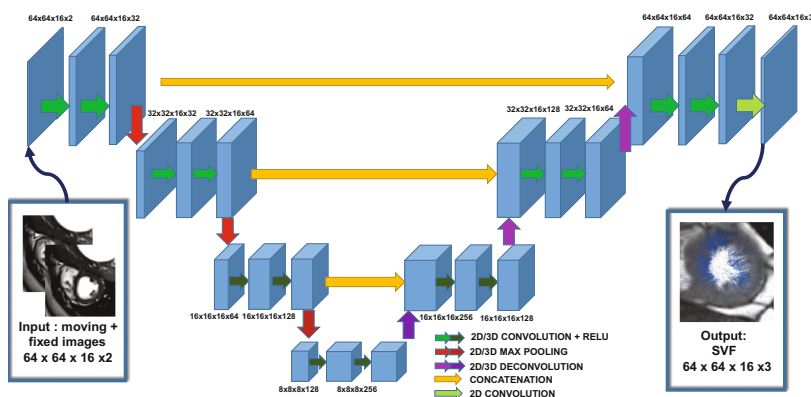 64x64x16x2
64x64x16x32
64x64x16x64
64x64x16x32
64x64x16x3
32x32x16x32
32x32x16x64
32x32x16x128
32x32x16x64
Input : moving +
fixed images
64 x 64 x 16 x2
16x16x16x64
16x16x16x128
16x16x16x256
16x16x16x128
8x8x8x128
8x8x8x256
2D/3D CONVOLUTION + RELU
2D/3D MAX POOLING
2D/3D DECONVOLUTION
CONCATENATION
2D CONVOLUTION
Output:
SVF
64 x 64 x 16 x3